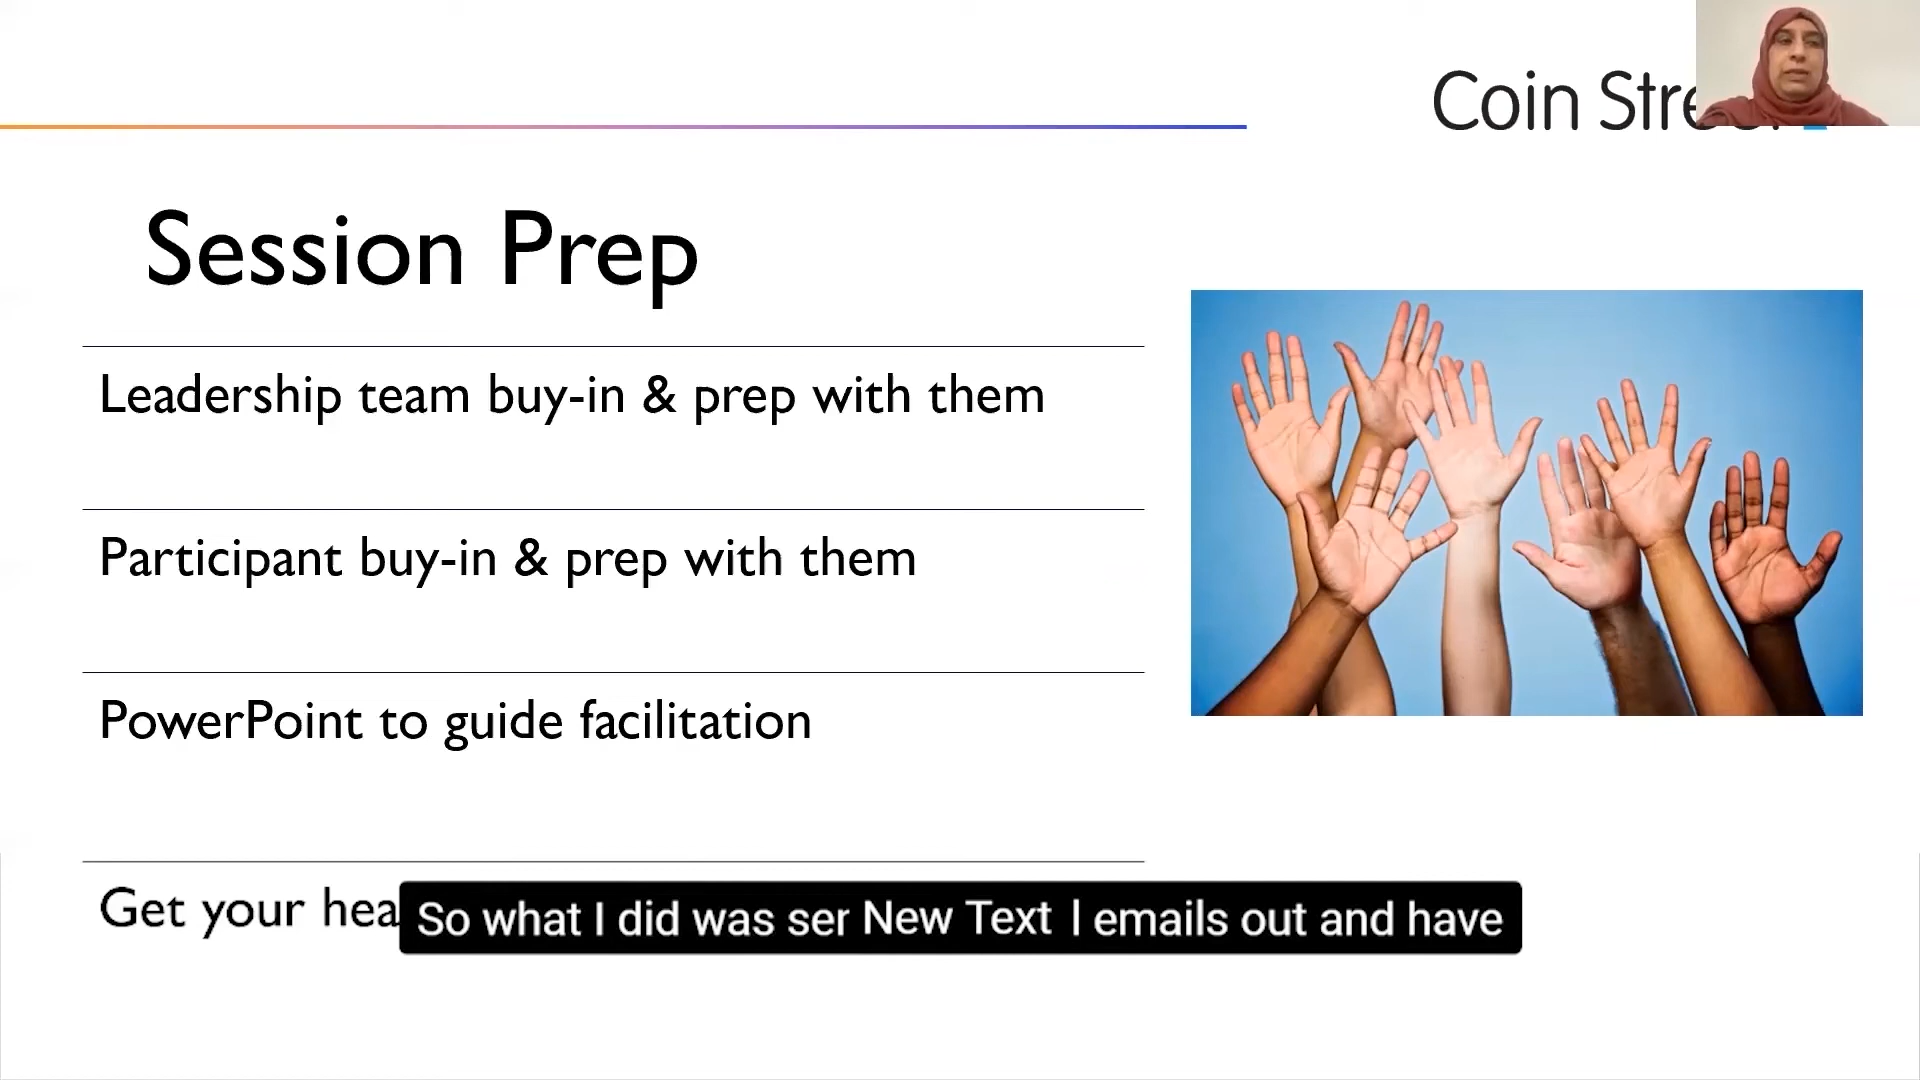 Coin Stre
Session Prep
Leadership team buy-in & prep with them
Participant buy-in & prep with them
PowerPoint to guide facilitation
Get your hea
So what I did was ser New Text l emails out and have